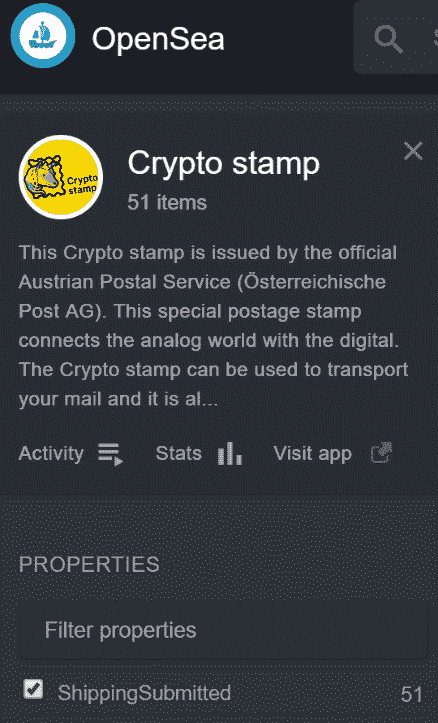 OpenSea
Crypto stamp
Crypto
stamp
51 items
This Crypto stamp is issued by the official
Austrian Postal Service (Österreichische
Post AG). This special postage stamp
connects the analog world with the digital.
The Crypto stamp can be used to transport
your mail and it is al...
Activity Stats Visit app
PROPERTIES
Filter properties
ShippingSubmitted 51